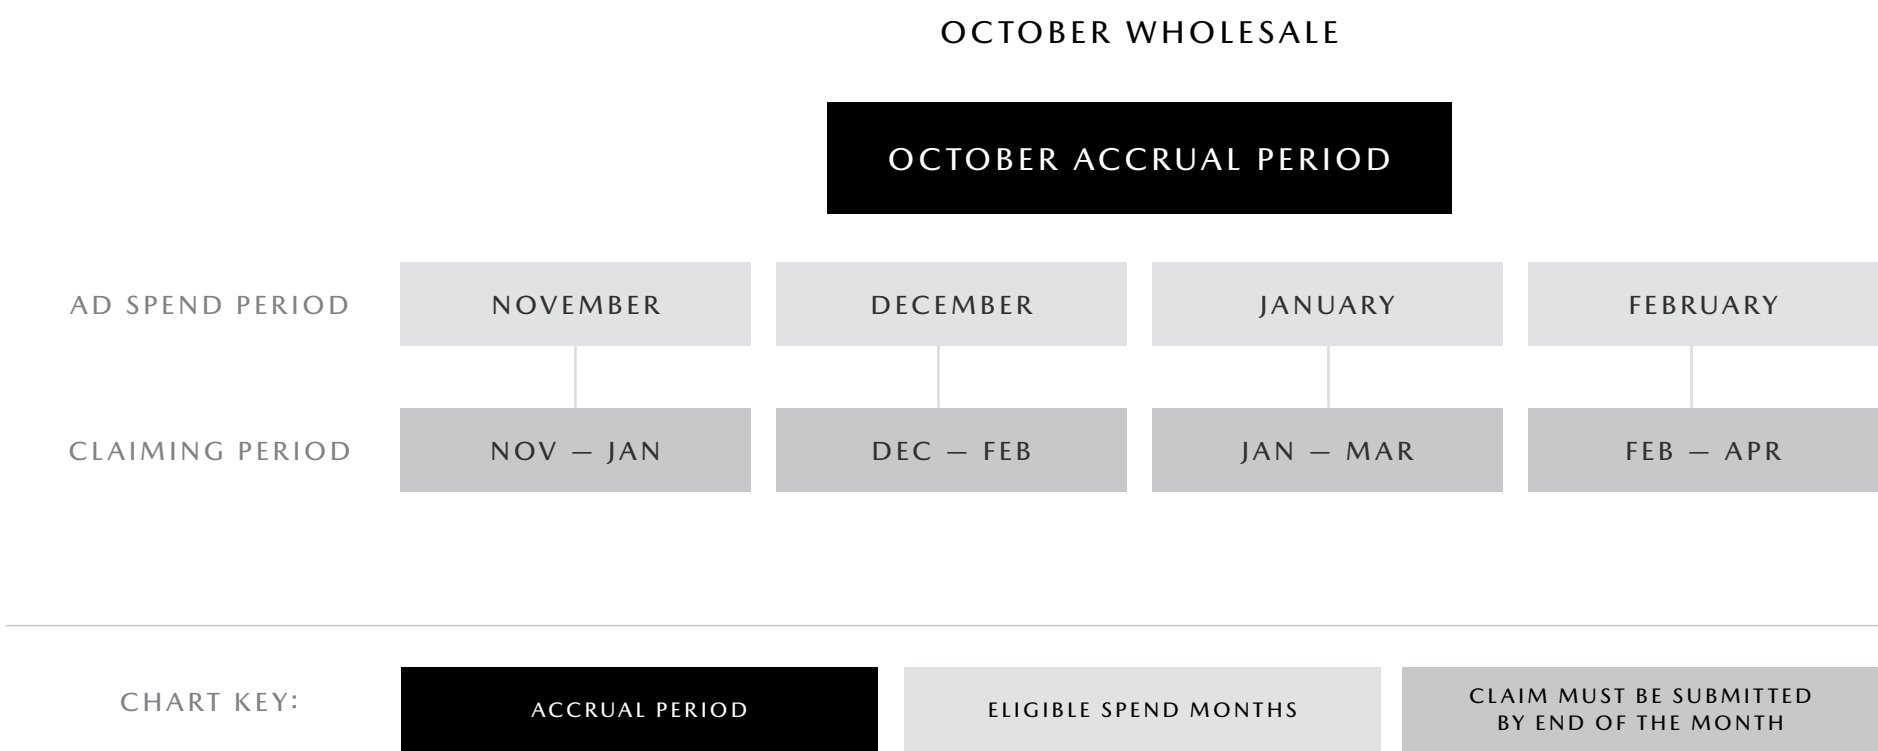 OCTOBER WHOLESALE
OCTOBER ACCRUAL PERIOD
AD SPEND PERIOD NOVEMBER DECEMBER JANUARY FEBRUARY
CLAIMING PERIOD NOV — JAN DEC — FEB JAN — MAR FEB — APR
CHART KEY: ACCRUAL PERIOD ELIGIBLE SPEND MONTHS CLAIM MUST BE SUBMITTED
BY END OF THE MONTH